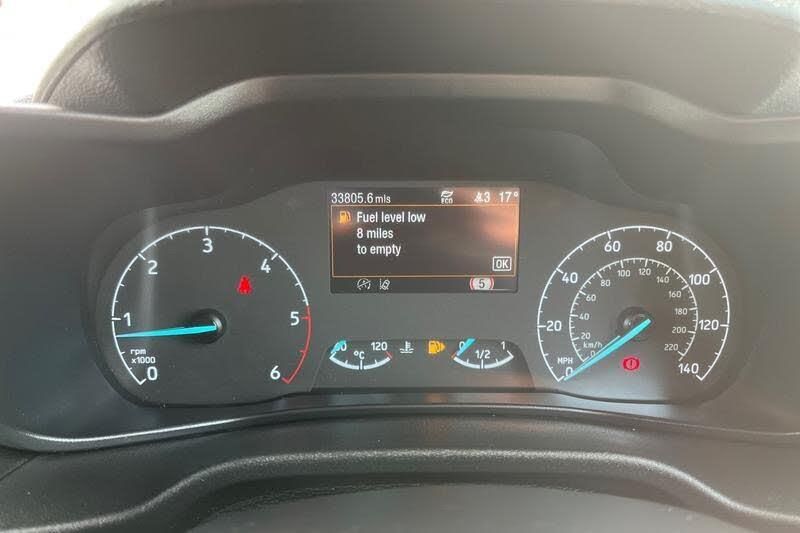 33805.6 mls ECO 3 17°
Fuel level low
8 miles
to empty
OK
5
0 1 2 3 4 5 6
rpm
x1000
120
°C
0 1/2 1
0 20 40 60 80 100 120 140
MPH
0 20 40 60 80 100 120 140 160 180 200 220
km/h